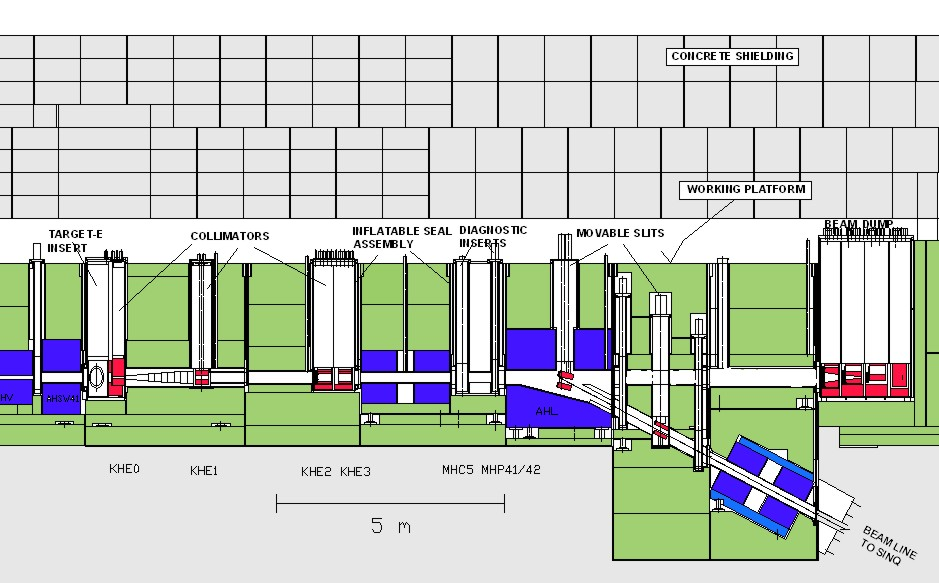 CONCRETE SHIELDING
WORKING PLATFORM
BEAM DUMP
TARGET-E
INSERT
COLLIMATORS
INFLATABLE SEAL
ASSEMBLY
DIAGNOSTIC
INSERTS
MOVABLE SLITS
HV
AHSW41
AHL
KHE0
KHE1
KHE2 KHE3
MHC5 MHP41/42
5 m
BEAM LINE
TO SINQ